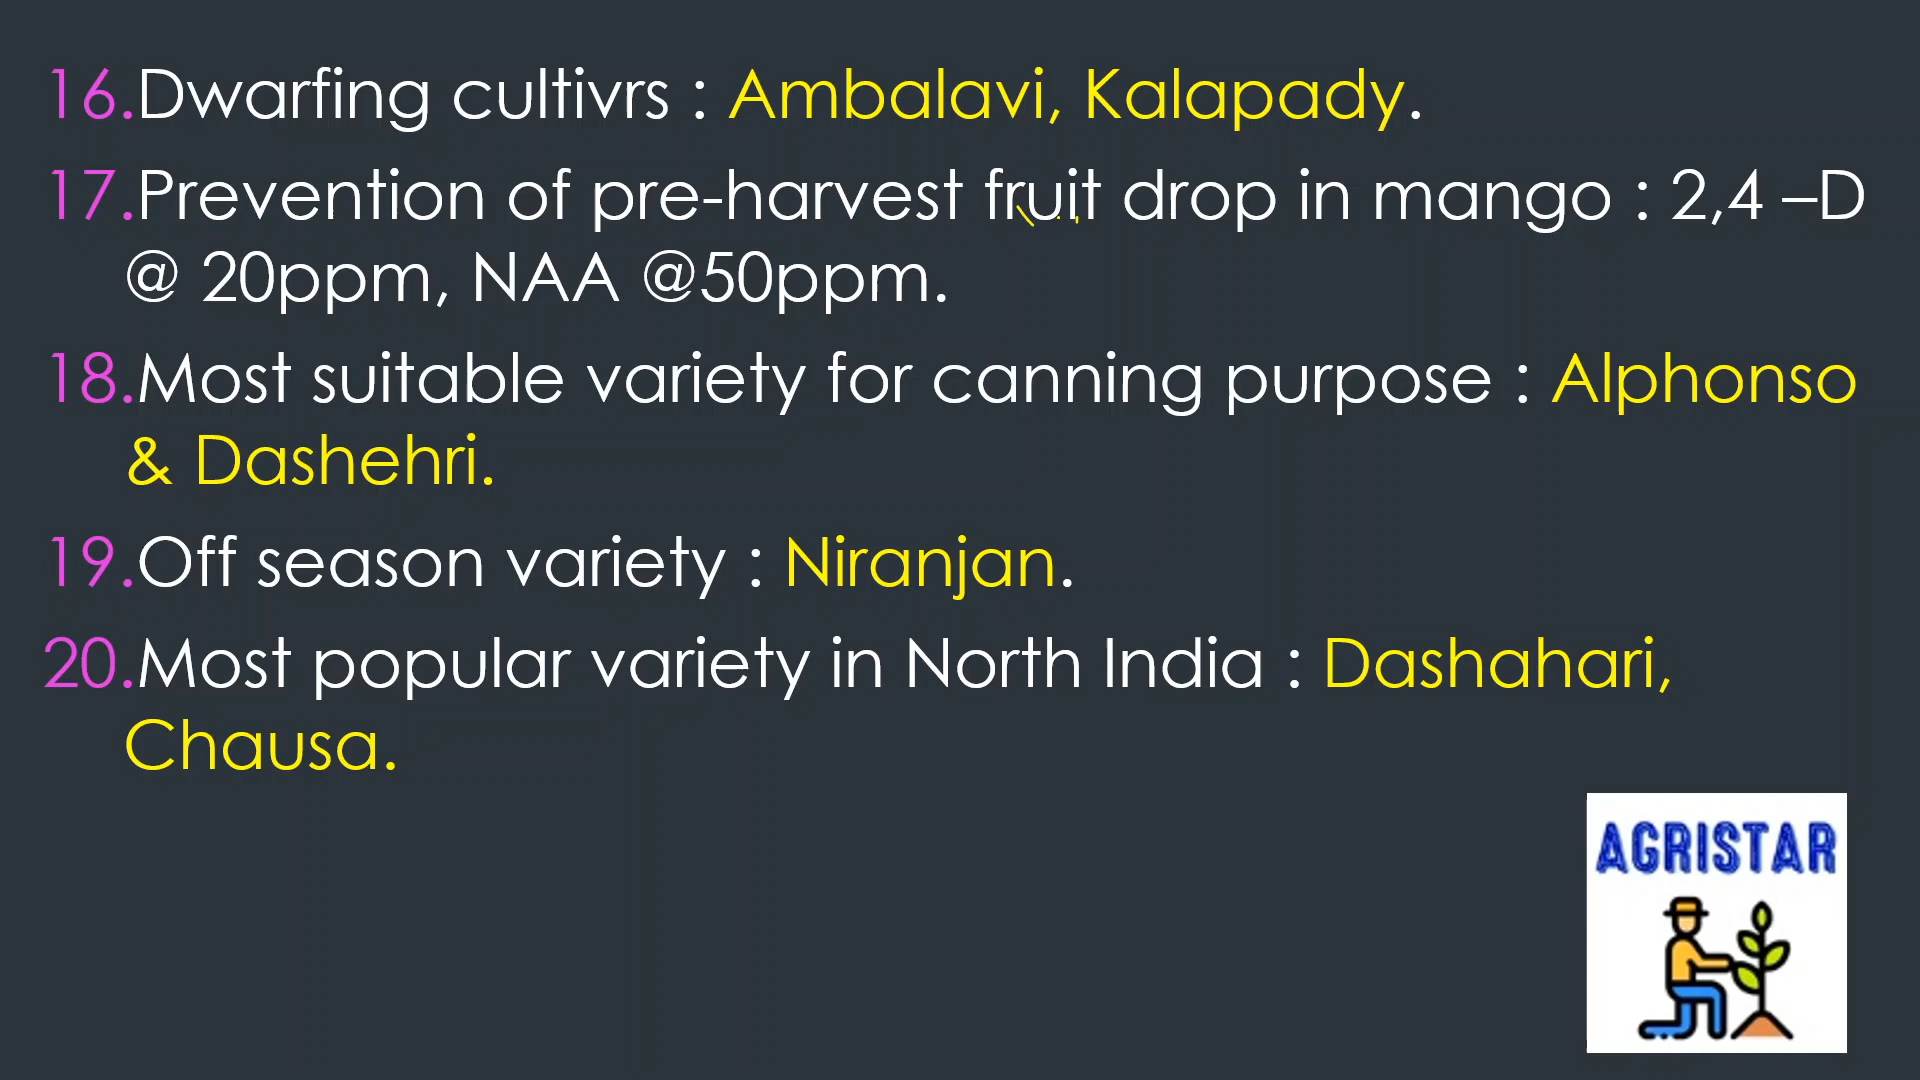 16.Dwarfing cultivrs : Ambalavi, Kalapady.
17.Prevention of pre-harvest fruit drop in mango : 2,4 –D
@ 20ppm, NAA @50ppm.
18.Most suitable variety for canning purpose : Alphonso
& Dashehri.
19.Off season variety : Niranjan.
20.Most popular variety in North India : Dashahari,
Chausa.
AGRISTAR